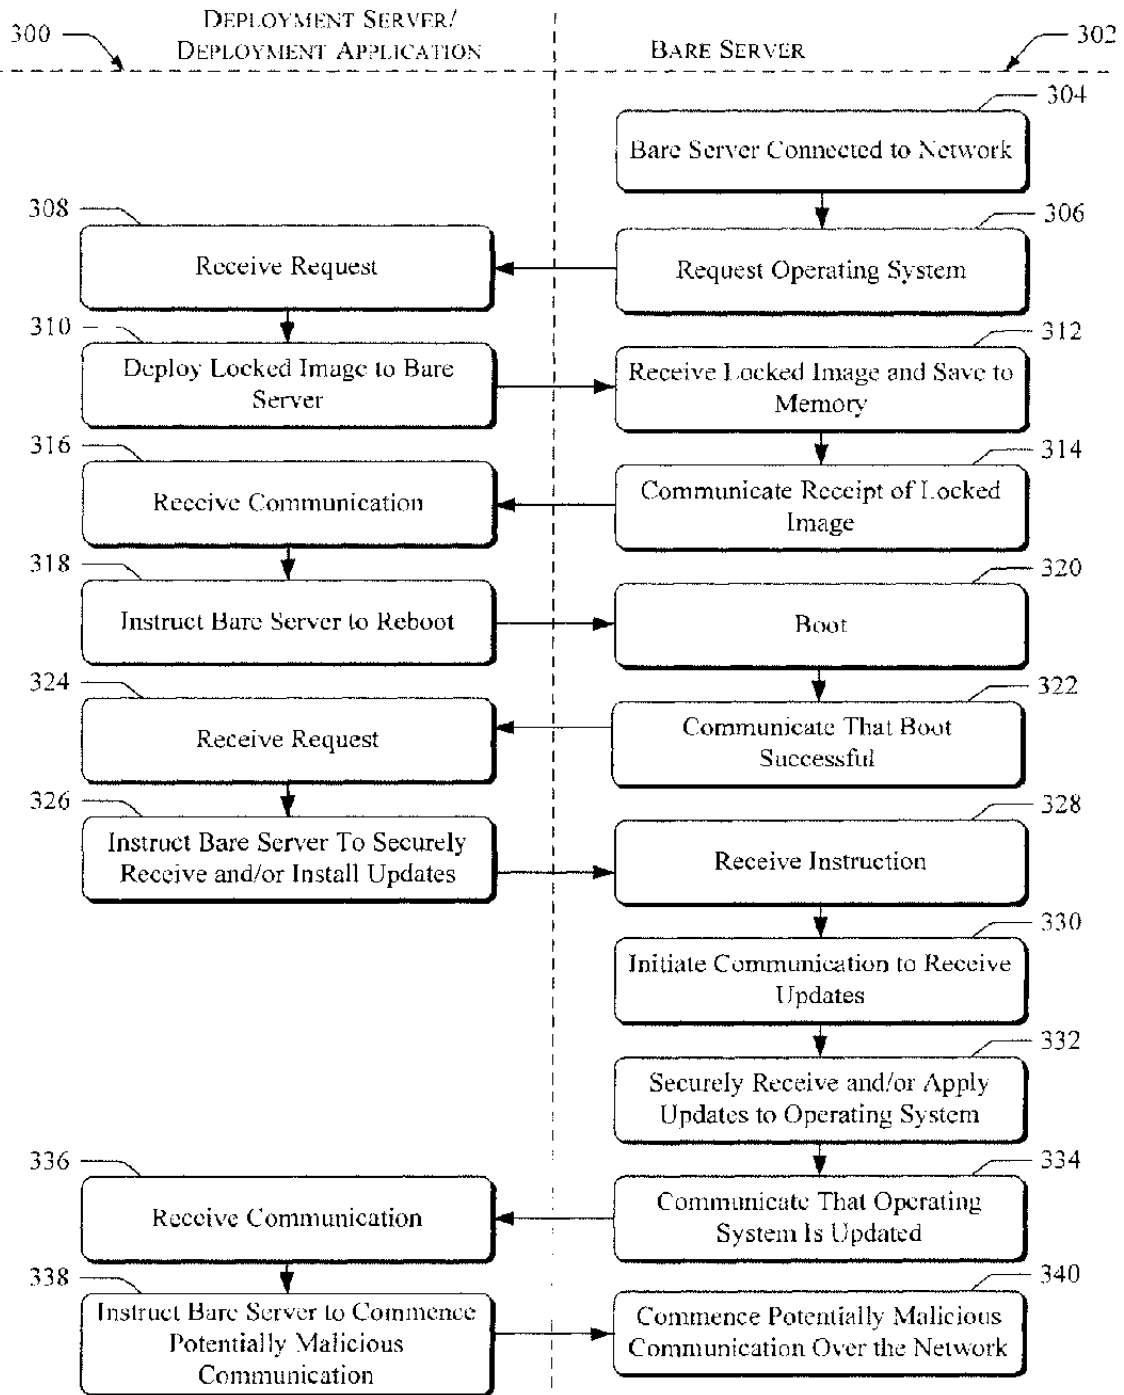 DEPLOYMENT SERVER/
DEPLOYMENT APPLICATION
BARE SERVER
300
302
304
Bare Server Connected to Network
306
Request Operating System
308
Receive Request
310
Deploy Locked Image to Bare
Server
312
Receive Locked Image and Save to
Memory
314
Communicate Receipt of Locked
Image
316
Receive Communication
318
Instruct Bare Server to Reboot
320
Boot
322
Communicate That Boot
Successful
324
Receive Request
326
Instruct Bare Server To Securely
Receive and/or Install Updates
328
Receive Instruction
330
Initiate Communication to Receive
Updates
332
Securely Receive and/or Apply
Updates to Operating System
334
Communicate That Operating
System Is Updated
336
Receive Communication
338
Instruct Bare Server to Commence
Potentially Malicious
Communication
340
Commence Potentially Malicious
Communication Over the Network